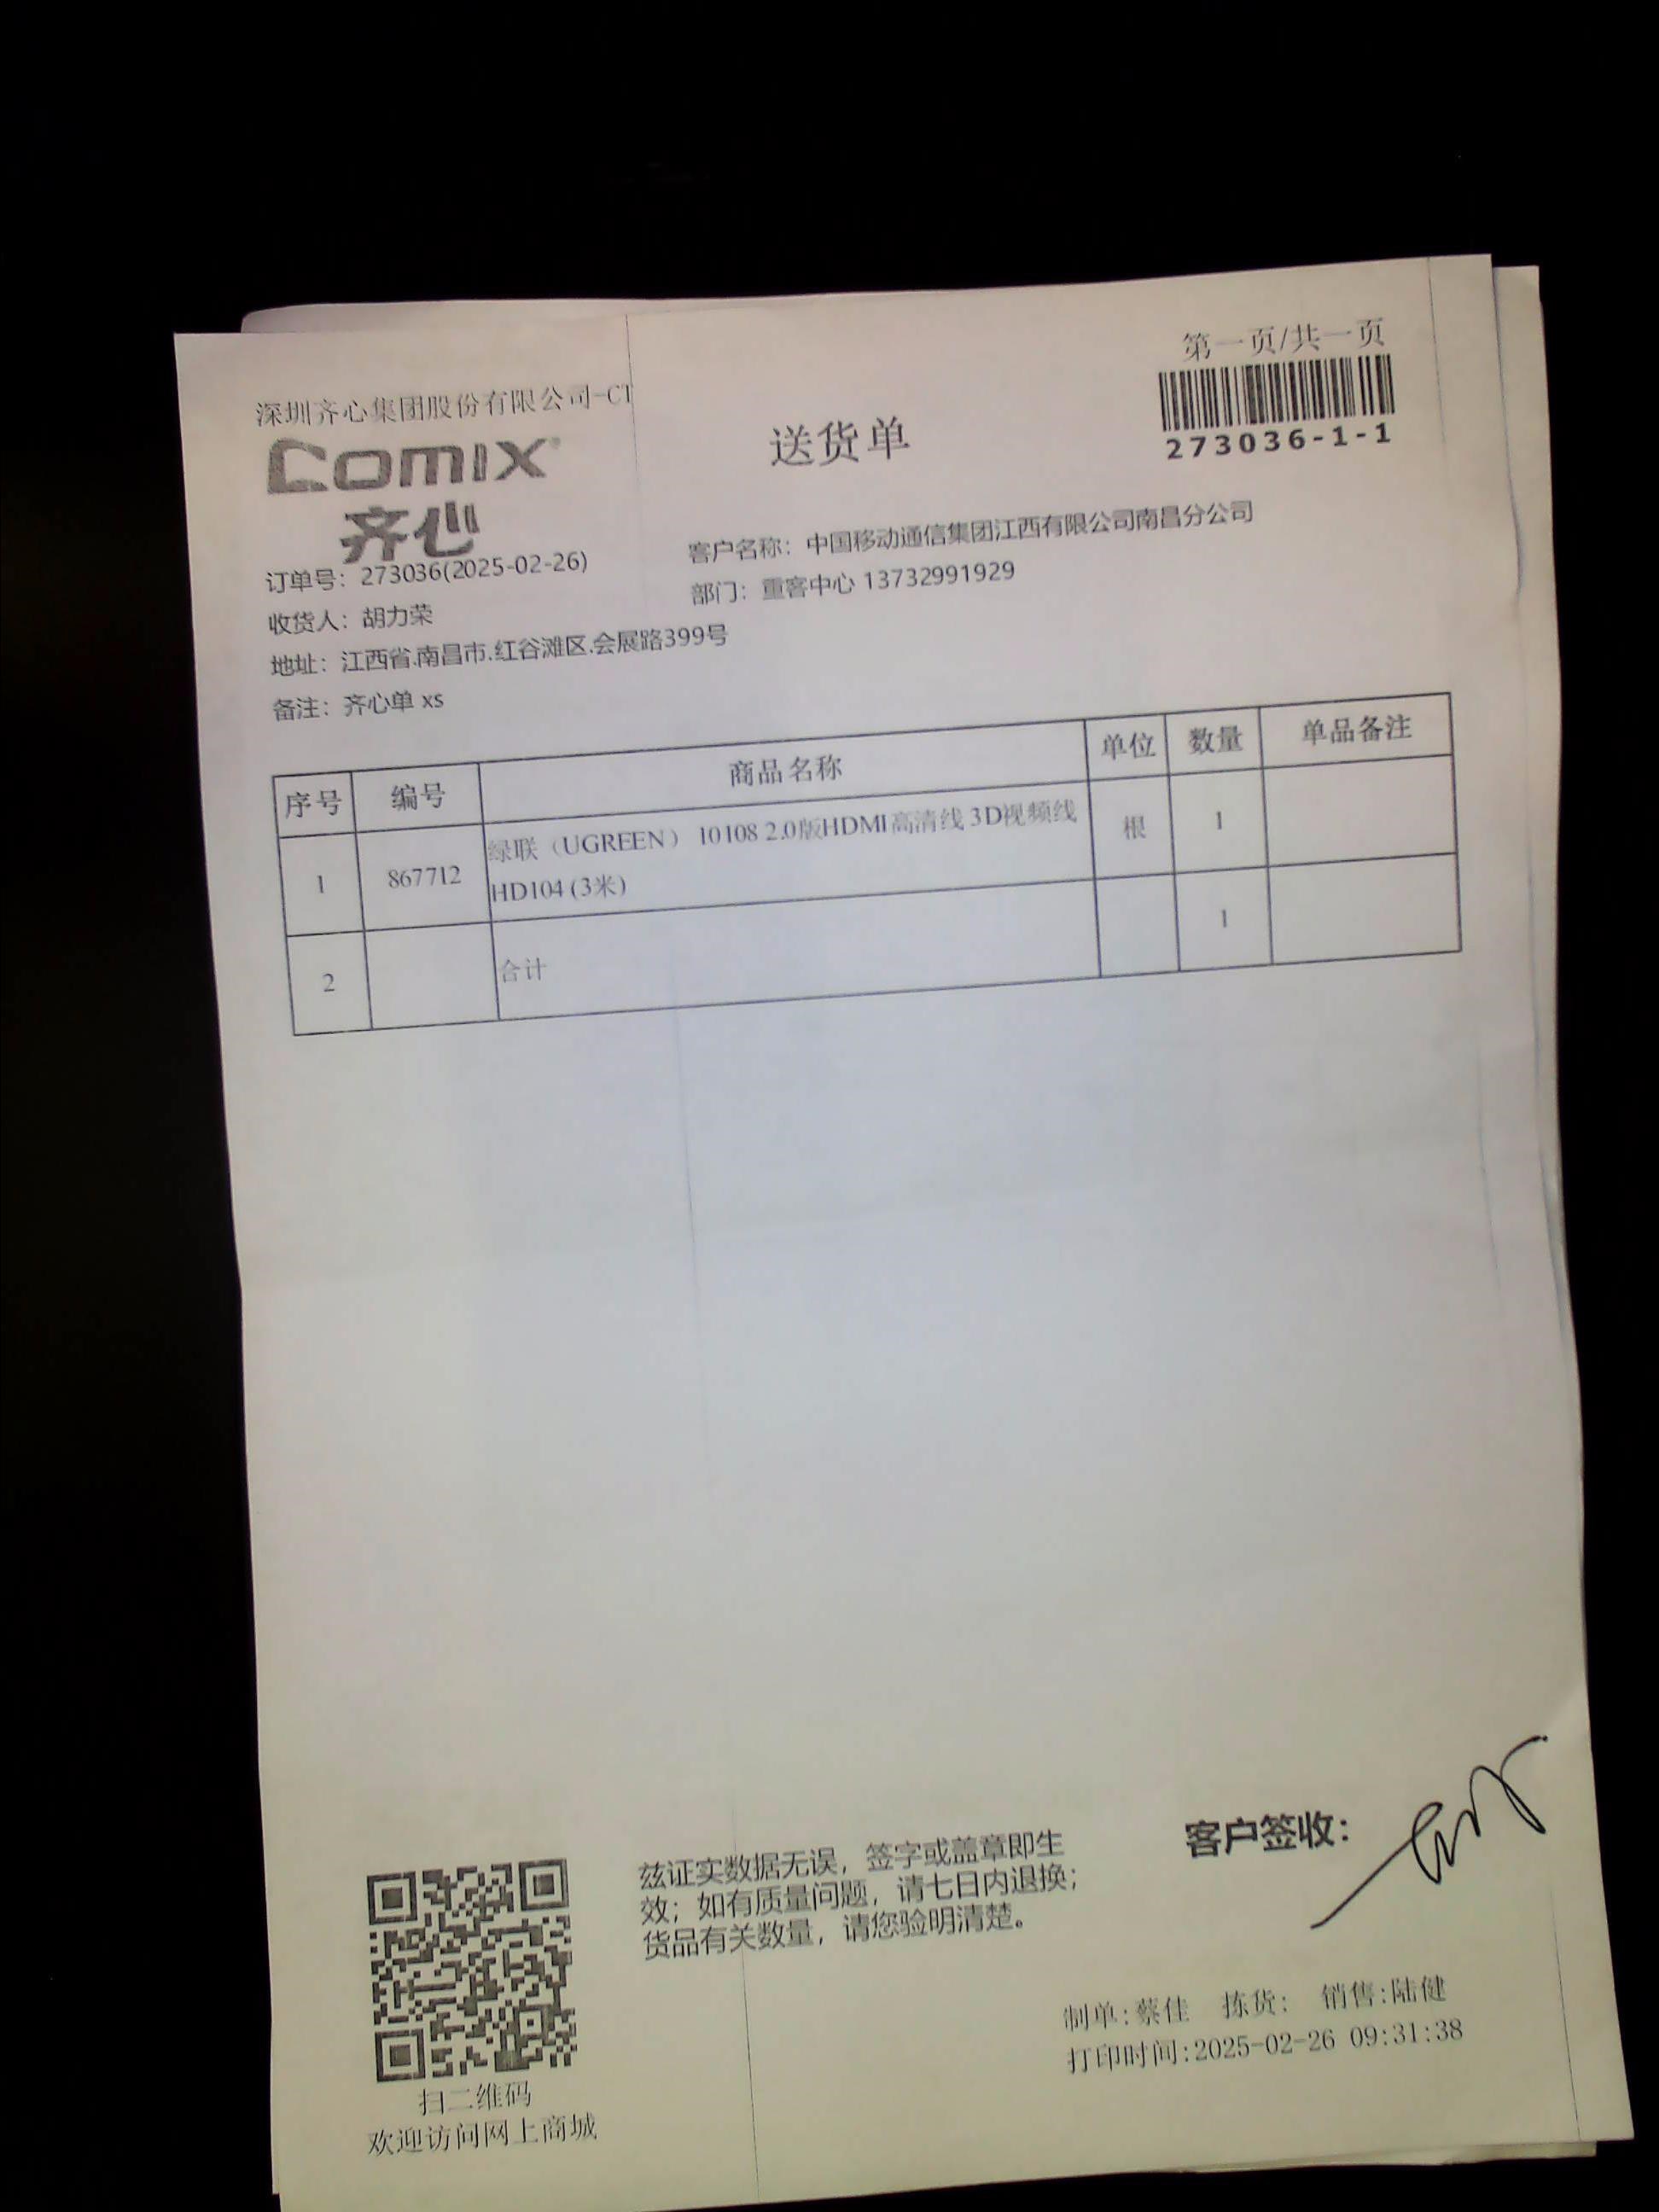 第一页/共一页
深圳齐心集团股份有限公司-CT
comix
齐心
送货单
273036-1-1
订单号：273036(2025-02-26)
客户名称：中国移动通信集团江西有限公司南昌分公司
收货人：胡力荣
部门：重客中心 13732991929
地址：江西省.南昌市.红谷滩区.会展路399号
备注：齐心单 xs
序号 编号 商品名称 单位 数量 单品备注
1 867712 绿联（UGREEN） 10108 2.0版HDMI高清线 3D视频线 根 1
HD104 (3米)
2 合计 1
兹证实数据无误，签字或盖章即生
效；如有质量问题，请七日内退换；
货品有关数量，请您验明清楚。
客户签收：
制单:蔡佳 拣货: 销售:陆健
打印时间:2025-02-26 09:31:38
扫二维码
欢迎访问网上商城